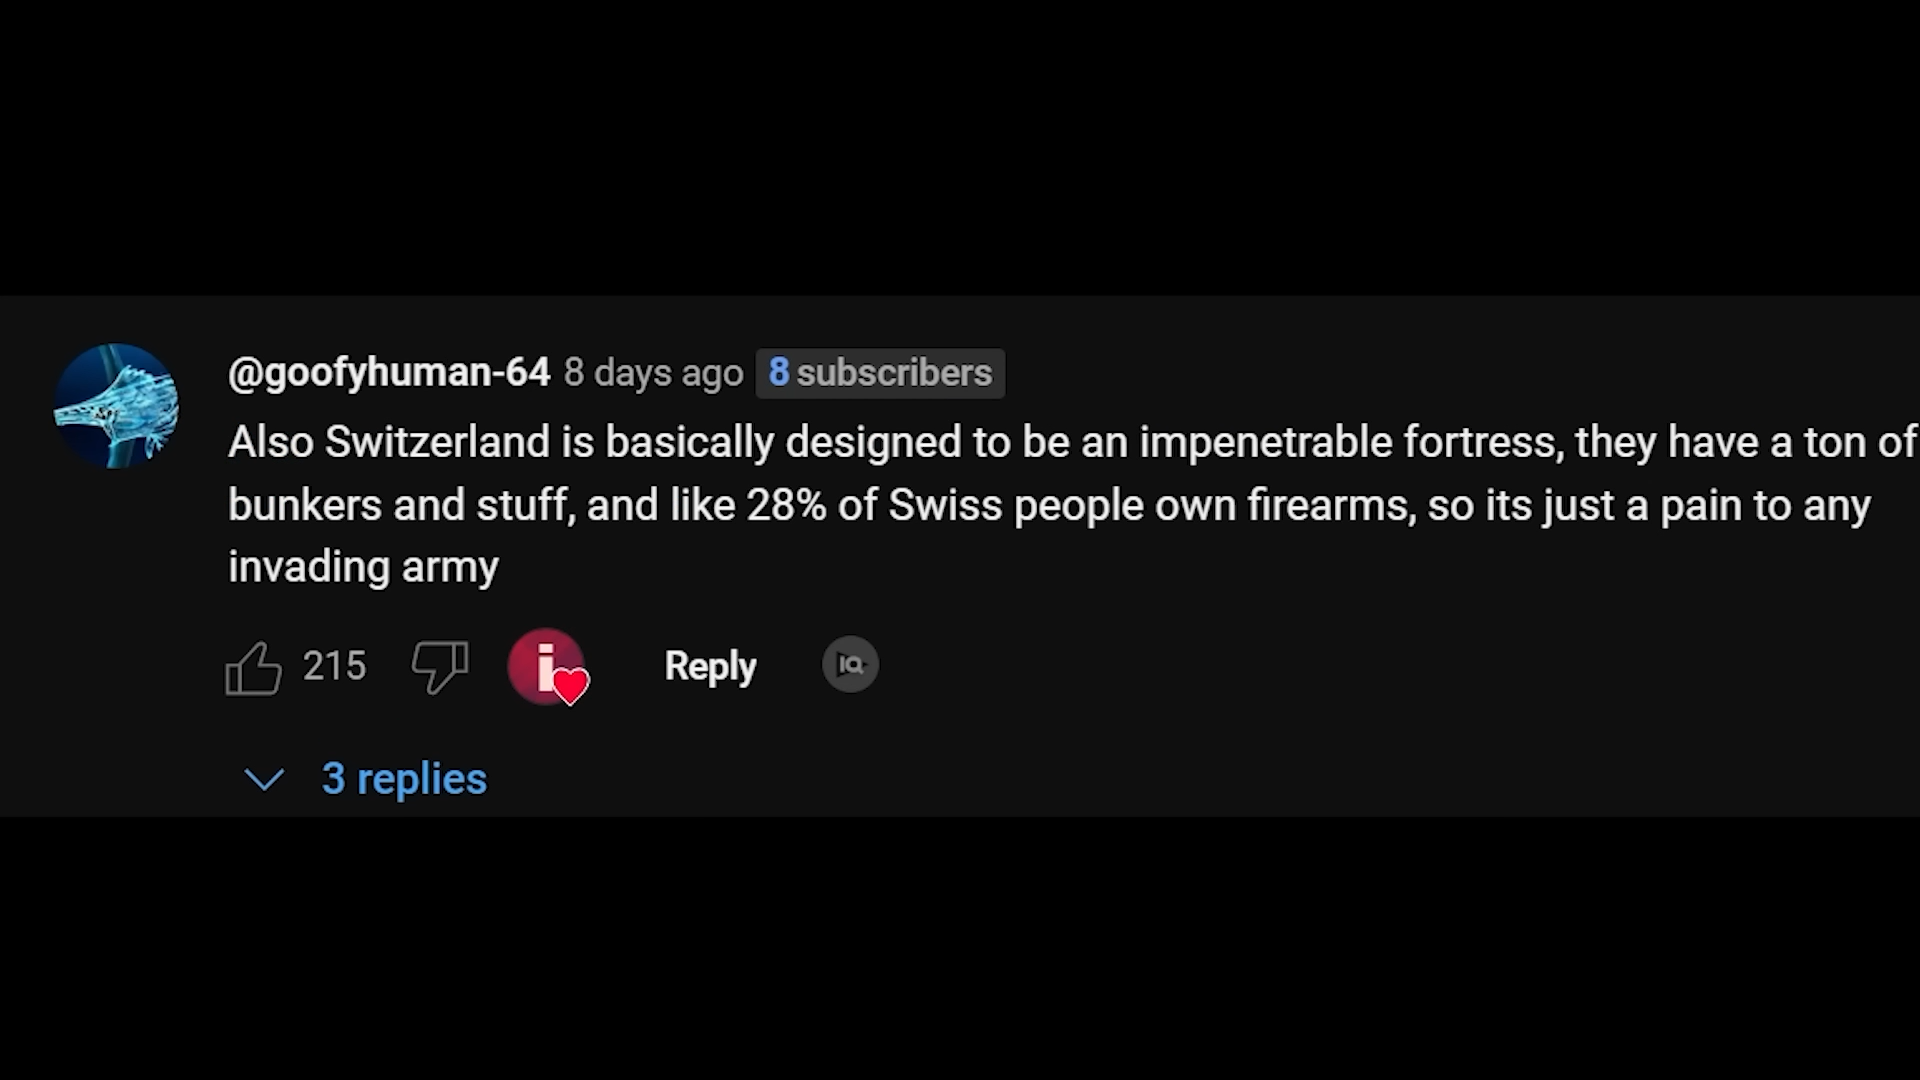 @goofyhuman-64 8 days ago 8 subscribers
Also Switzerland is basically designed to be an impenetrable fortress, they have a ton of
bunkers and stuff, and like 28% of Swiss people own firearms, so its just a pain to any
invading army
215 i Reply IQ
3 replies